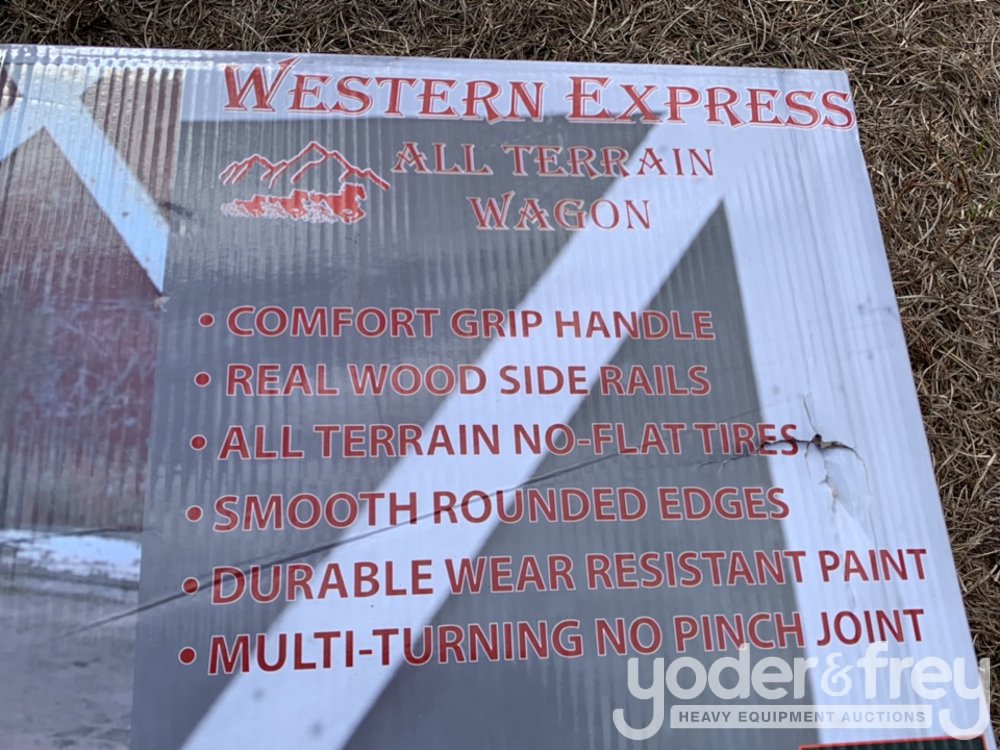 WESTERN EXPRESS
ALL TERRAIN
WAGON
• COMFORT GRIP HANDLE
• REAL WOOD SIDE RAILS
• ALL TERRAIN NO-FLAT TIRES
• SMOOTH ROUNDED EDGES
• DURABLE WEAR RESISTANT PAINT
• MULTI-TURNING NO PINCH JOINT
yoder&frey
HEAVY EQUIPMENT AUCTIONS